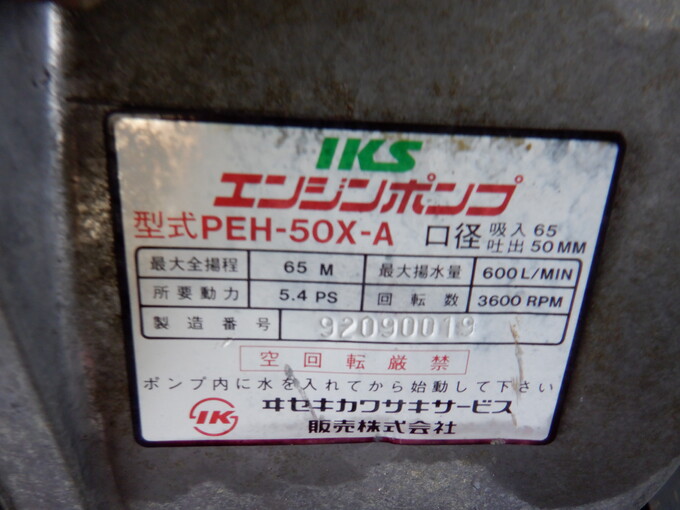 IKS
エンジンポンプ
型式PEH-50X-A 口径 吸入 65
吐出 50MM
最大全揚程 65 M 最大揚水量 600L/MIN
所要動力 5.4 PS 回転数 3600 RPM
製造番号 92090019
空回転厳禁
ポンプ内に水を入れてから始動して下さい
IK ヰセキカワサキサービス
販売株式会社